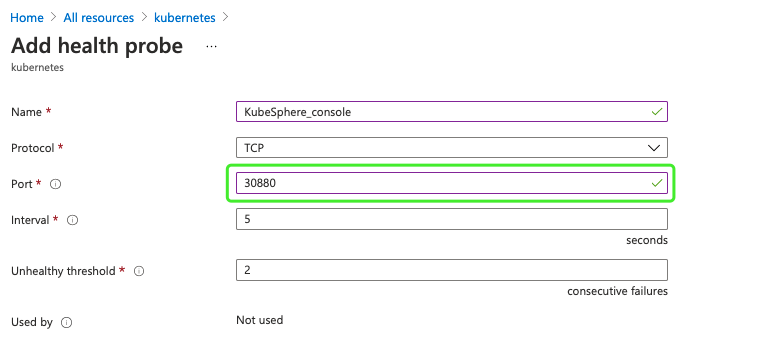 Home > All resources > kubernetes >
Add health probe ...
kubernetes
Name * KubeSphere_console
Protocol * TCP
Port * 30880
Interval * 5
seconds
Unhealthy threshold * 2
consecutive failures
Used by Not used